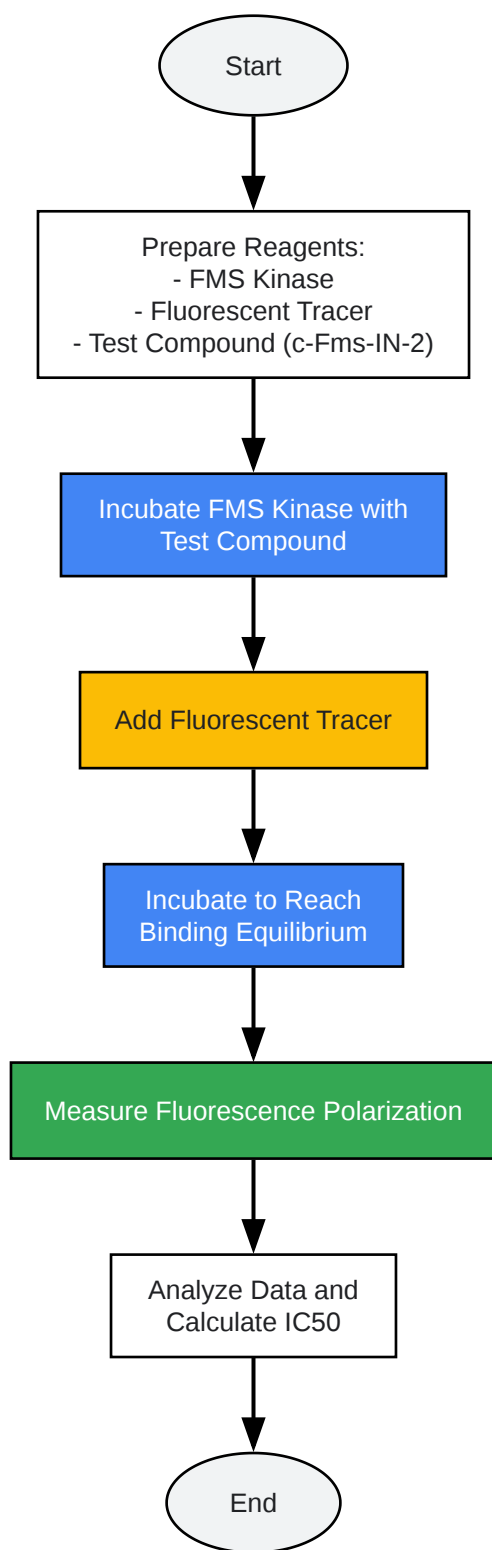 Start
Prepare Reagents:
- FMS Kinase
- Fluorescent Tracer
- Test Compound (c-Fms-IN-2)
Incubate FMS Kinase with
Test Compound
Add Fluorescent Tracer
Incubate to Reach
Binding Equilibrium
Measure Fluorescence Polarization
Analyze Data and
Calculate IC50
End